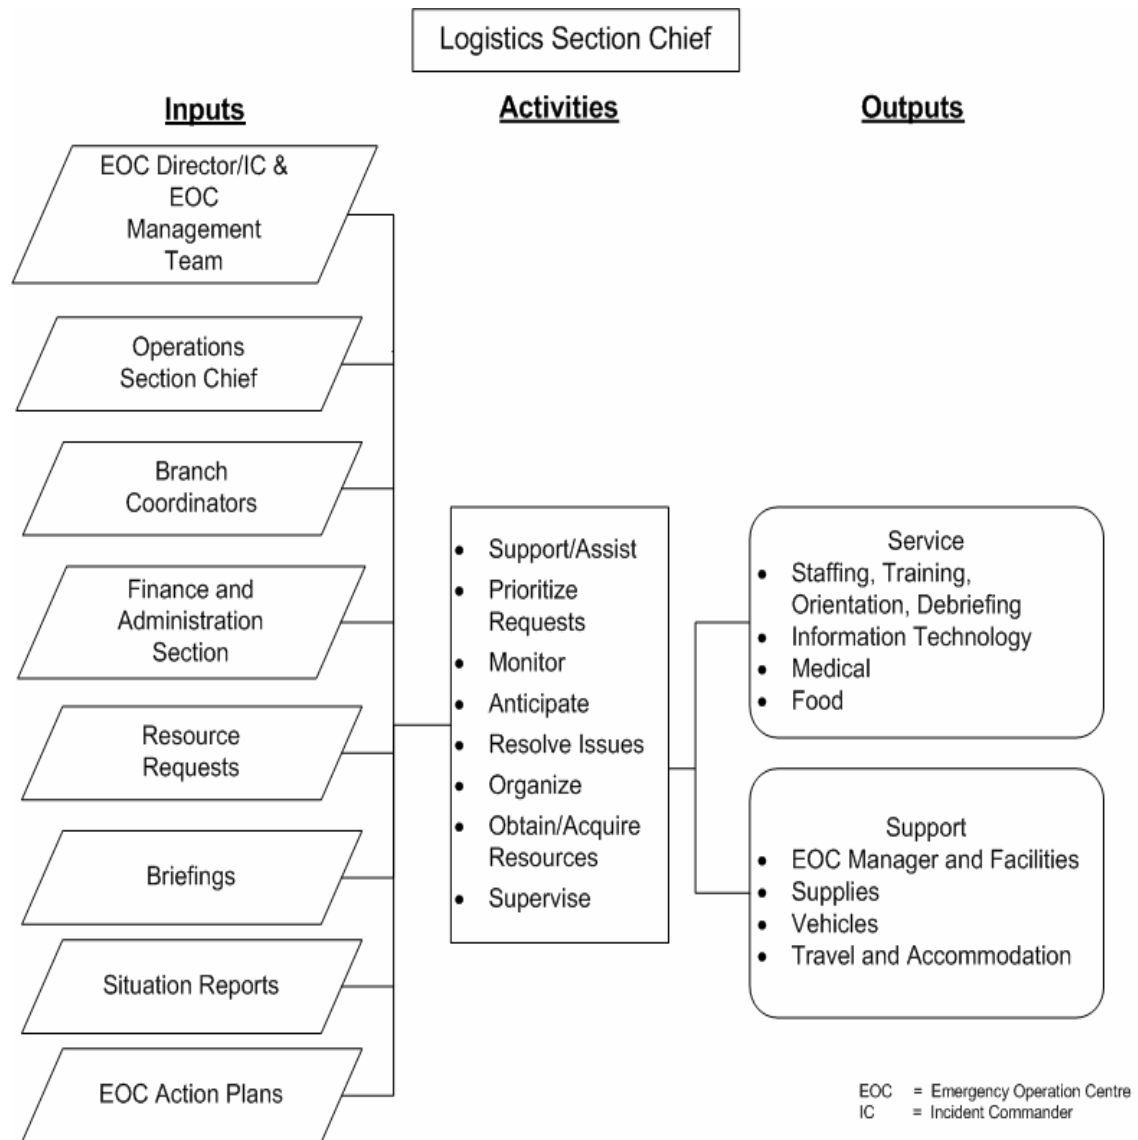 Logistics Section Chief
Inputs
Activities
Outputs
EOC Director/IC &
EOC
Management
Team
Operations
Section Chief
Branch
Coordinators
Finance and
Administration
Section
Resource
Requests
Briefings
Situation Reports
EOC Action Plans
• Support/Assist
• Prioritize
Requests
• Monitor
• Anticipate
• Resolve Issues
• Organize
• Obtain/Acquire
Resources
• Supervise
Service
• Staffing, Training,
Orientation, Debriefing
• Information Technology
• Medical
• Food
Support
• EOC Manager and Facilities
• Supplies
• Vehicles
• Travel and Accommodation
EOC = Emergency Operation Centre
IC = Incident Commander